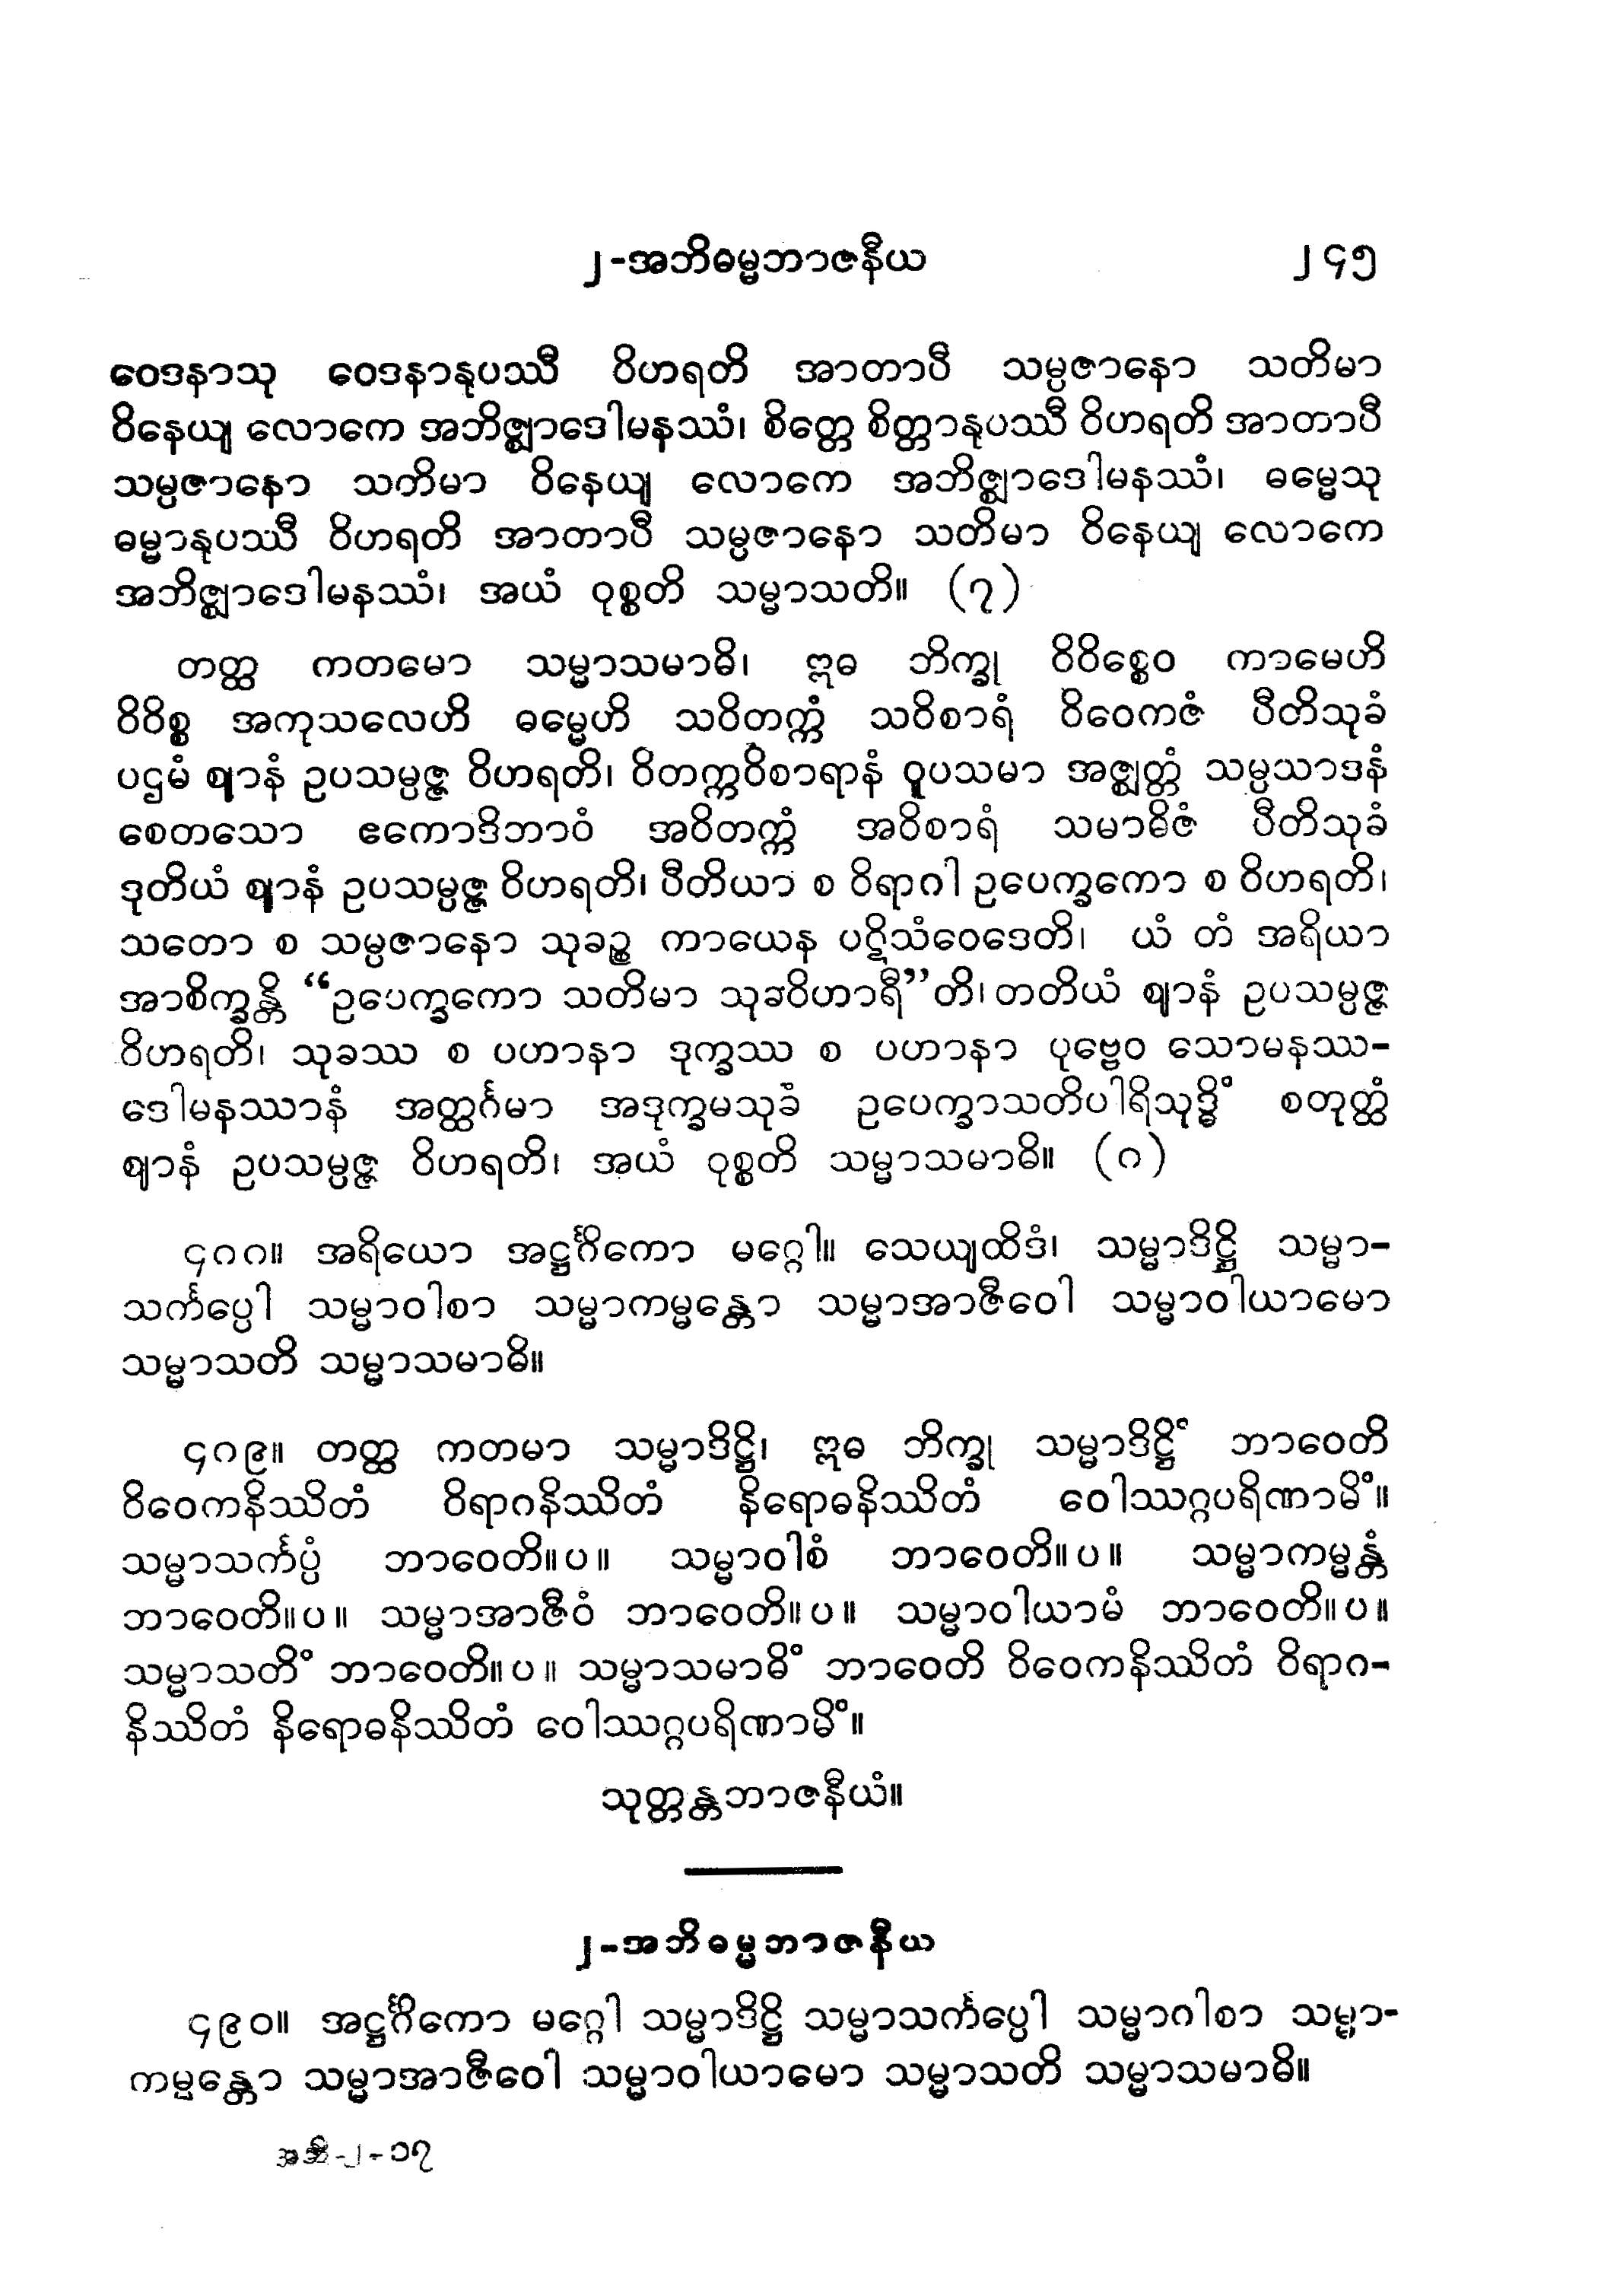 ၂-အဘိဓမ္မဘာဇနီယ ၂၄၅
ဝေဒနာသု ဝေဒနာနုပဿီ ဝိဟရတိ အာတာပီ သမ္ပဇာနော သတိမာ
ဝိနေယျ လောကေ အဘိဇ္ဈာဒေါမနဿံ၊ စိတ္တေ စိတ္တာနုပဿီ ဝိဟရတိ အာတာပီ
သမ္ပဇာနော သတိမာ ဝိနေယျ လောကေ အဘိဇ္ဈာဒေါမနဿံ၊ ဓမ္မေသု
ဓမ္မာနုပဿီ ဝိဟရတိ အာတာပီ သမ္ပဇာနော သတိမာ ဝိနေယျ လောကေ
အဘိဇ္ဈာဒေါမနဿံ၊ အယံ ဝုစ္စတိ သမ္မာသတိ။ (၇)
တတ္ထ ကတမော သမ္မာသမာဓိ၊ ဣဓ ဘိက္ခု ဝိဝိစ္စေဝ ကာမေဟိ
ဝိဝိစ္စ အကုသလေဟိ ဓမ္မေဟိ သဝိတက္ကံ သဝိစာရံ ဝိဝေကဇံ ပီတိသုခံ
ပဌမံ ဈာနံ ဥပသမ္ပဇ္ဇ ဝိဟရတိ၊ ဝိတက္ကဝိစာရာနံ ဝူပသမာ အဇ္ဈတ္တံ သမ္ပသာဒနံ
စေတသော ဧကောဒိဘာဝံ အဝိတက္ကံ အဝိစာရံ သမာဓိဇံ ပီတိသုခံ
ဒုတိယံ ဈာနံ ဥပသမ္ပဇ္ဇ ဝိဟရတိ၊ ပီတိယာ စ ဝိရာဂါ ဥပေက္ခကော စ ဝိဟရတိ၊
သတော စ သမ္ပဇာနော သုခဉ္စ ကာယေန ပဋိသံဝေဒေတိ၊ ယံ တံ အရိယာ
အာစိက္ခန္တိ “ဥပေက္ခကော သတိမာ သုခဝိဟာရီ”တိ၊ တတိယံ ဈာနံ ဥပသမ္ပဇ္ဇ
ဝိဟရတိ၊ သုခဿ စ ပဟာနာ ဒုက္ခဿ စ ပဟာနာ ပုဗ္ဗေဝ သောမနဿ-
ဒေါမနဿာနံ အတ္ထင်္ဂမာ အဒုက္ခမသုခံ ဥပေက္ခာသတိပါရိသုဒ္ဓိံ စတုတ္ထံ
ဈာနံ ဥပသမ္ပဇ္ဇ ဝိဟရတိ၊ အယံ ဝုစ္စတိ သမ္မာသမာဓိ။ (၈)
၄၈၈။ အရိယော အဋ္ဌင်္ဂိကော မဂ္ဂေါ။ သေယျထိဒံ၊ သမ္မာဒိဋ္ဌိ သမ္မာ-
သင်္ကပ္ပေါ သမ္မာဝါစာ သမ္မာကမ္မန္တော သမ္မာအာဇီဝေါ သမ္မာဝါယာမော
သမ္မာသတိ သမ္မာသမာဓိ။
၄၈၉။ တတ္ထ ကတမာ သမ္မာဒိဋ္ဌိ၊ ဣဓ ဘိက္ခု သမ္မာဒိဋ္ဌိံ ဘာဝေတိ
ဝိဝေကနိဿိတံ ဝိရာဂနိဿိတံ နိရောဓနိဿိတံ ဝေါဿဂ္ဂပရိဏာမိံ။
သမ္မာသင်္ကပ္ပံ ဘာဝေတိ။ပ။ သမ္မာဝါစံ ဘာဝေတိ။ပ။ သမ္မာကမ္မန္တံ
ဘာဝေတိ။ပ။ သမ္မာအာဇီဝံ ဘာဝေတိ။ပ။ သမ္မာဝါယာမံ ဘာဝေတိ။ပ။
သမ္မာသတိံ ဘာဝေတိ။ပ။ သမ္မာသမာဓိံ ဘာဝေတိ ဝိဝေကနိဿိတံ ဝိရာဂ-
နိဿိတံ နိရောဓနိဿိတံ ဝေါဿဂ္ဂပရိဏာမိံ။
သုတ္တန္တဘာဇနီယံ။
၂-အဘိဓမ္မဘာဇနီယ
၄၉၀။ အဋ္ဌင်္ဂိကော မဂ္ဂေါ သမ္မာဒိဋ္ဌိ သမ္မာသင်္ကပ္ပေါ သမ္မာဂါစာ သမ္မာ-
ကမ္မန္တော သမ္မာအာဇီဝေါ သမ္မာဝါယာမော သမ္မာသတိ သမ္မာသမာဓိ။
အဘိ-၂-၁၇